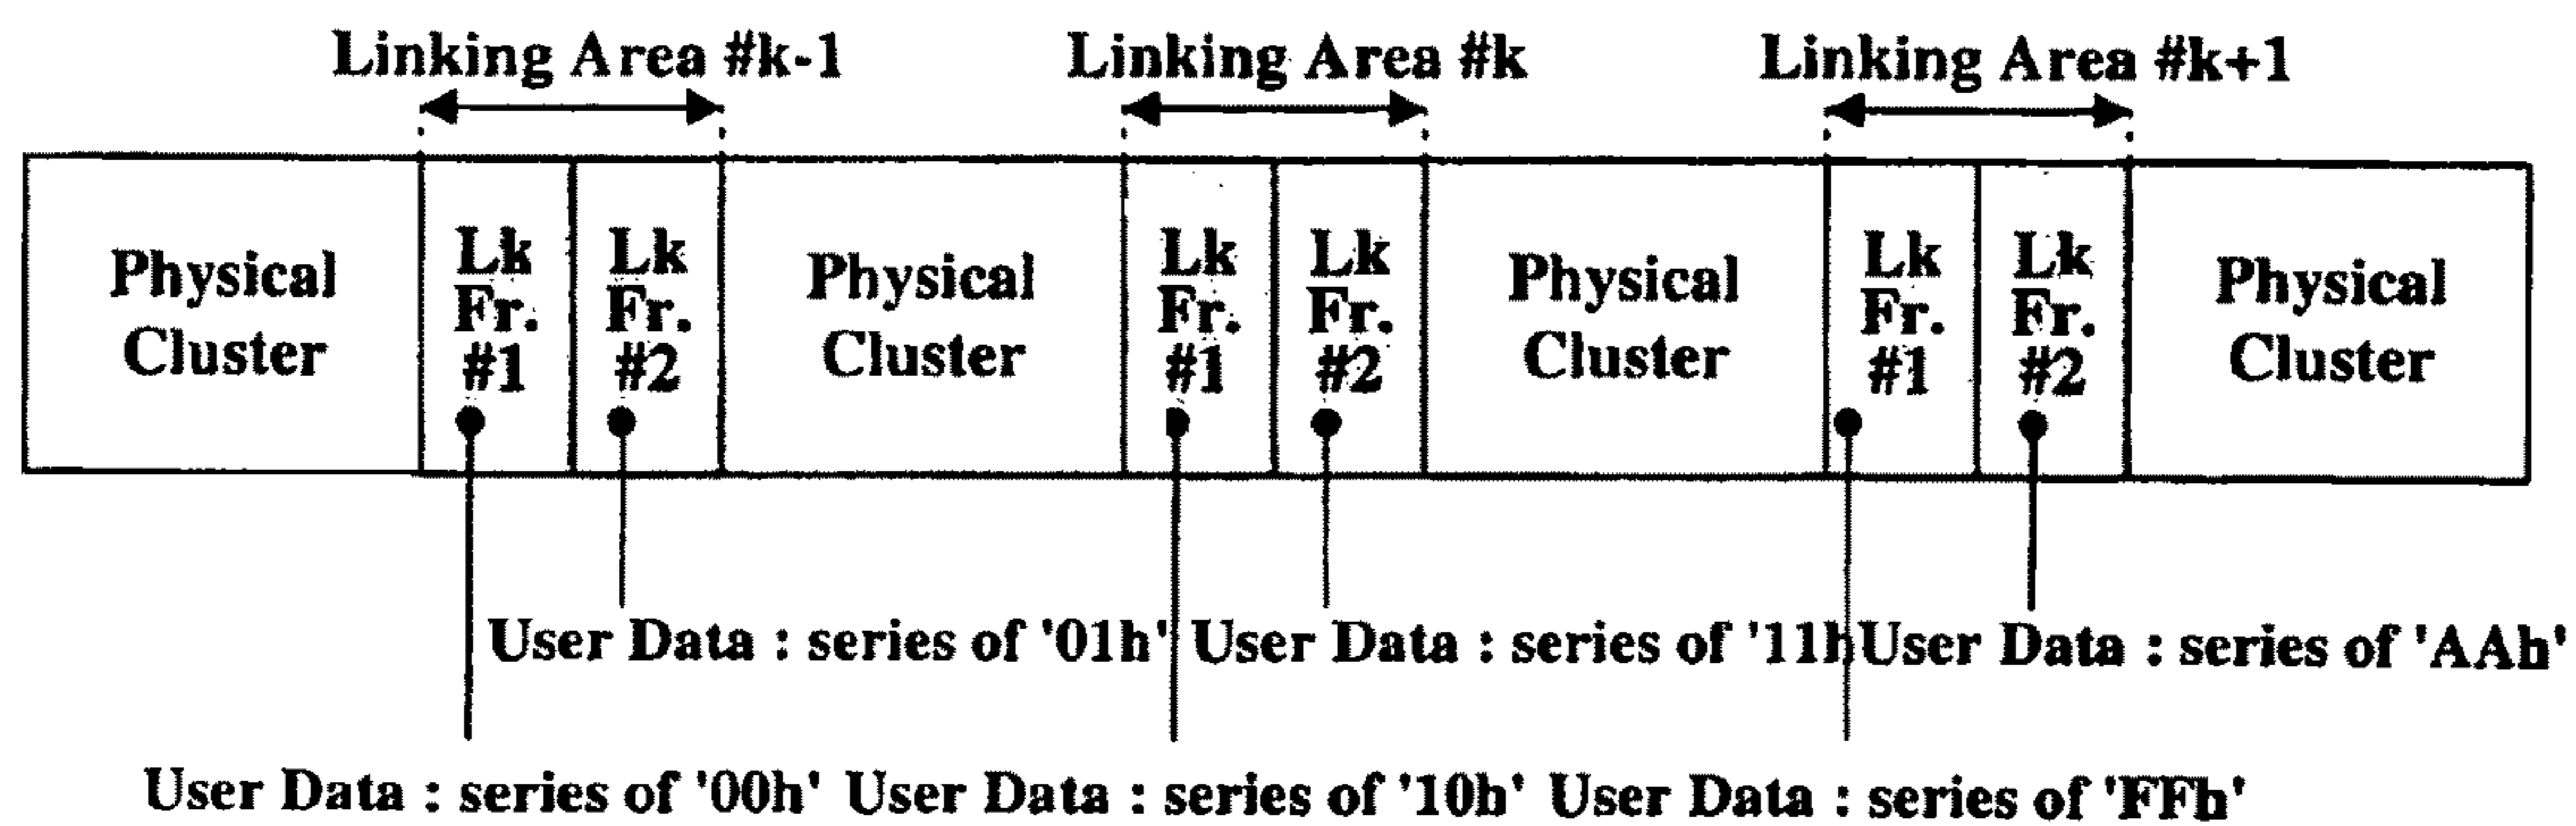 Linking Area #k-1 Linking Area #k Linking Area #k+1
Physical Cluster
Lk Fr. #1
Lk Fr. #2
Physical Cluster
Lk Fr. #1
Lk Fr. #2
Physical Cluster
Lk Fr. #1
Lk Fr. #2
Physical Cluster
User Data : series of '01h' User Data : series of '11h User Data : series of 'AAh'
User Data : series of '00h' User Data : series of '10h' User Data : series of 'FFh'